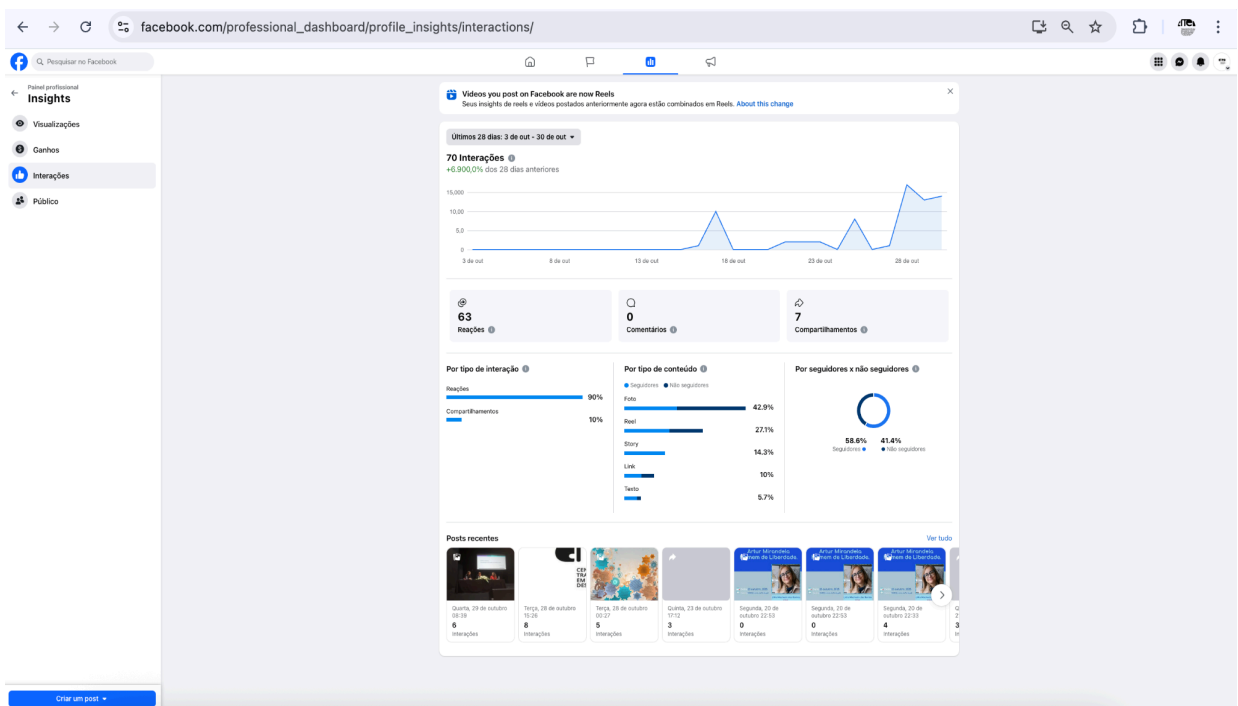 facebook.com/professional_dashboard/profile_insights/interactions/
Pesquisar no Facebook
Painel profissional
Insights
Visualizações
Ganhos
Interações
Público
Criar um post
Videos you post on Facebook are now Reels
Seus insights de reels e vídeos postados anteriormente agora estão combinados em Reels. About this change
Últimos 28 dias: 3 de out - 30 de out
70 Interações
+6.900,0% dos 28 dias anteriores
15,000
10,00
5,0
0
3 de out 8 de out 13 de out 18 de out 23 de out 28 de out
63
Reações
0
Comentários
7
Compartilhamentos
Por tipo de interação
Reações
90%
Compartilhamentos
10%
Por tipo de conteúdo
Seguidores Não seguidores
Foto
42.9%
Reel
27.1%
Story
14.3%
Link
10%
Texto
5.7%
Por seguidores x não seguidores
58.6% 41.4%
Seguidores Não seguidores
Posts recentes
Ver tudo
Quarta, 29 de outubro
08:39
6
Interações
Terça, 28 de outubro
15:26
8
Interações
Terça, 28 de outubro
00:27
5
Interações
Quinta, 23 de outubro
17:12
3
Interações
Artur Mirandela
Segunda, 20 de
outubro 22:53
0
Interações
Artur Mirandela
Segunda, 20 de
outubro 22:53
0
Interações
Artur Mirandela
Segunda, 20 de
outubro 22:33
4
Interações